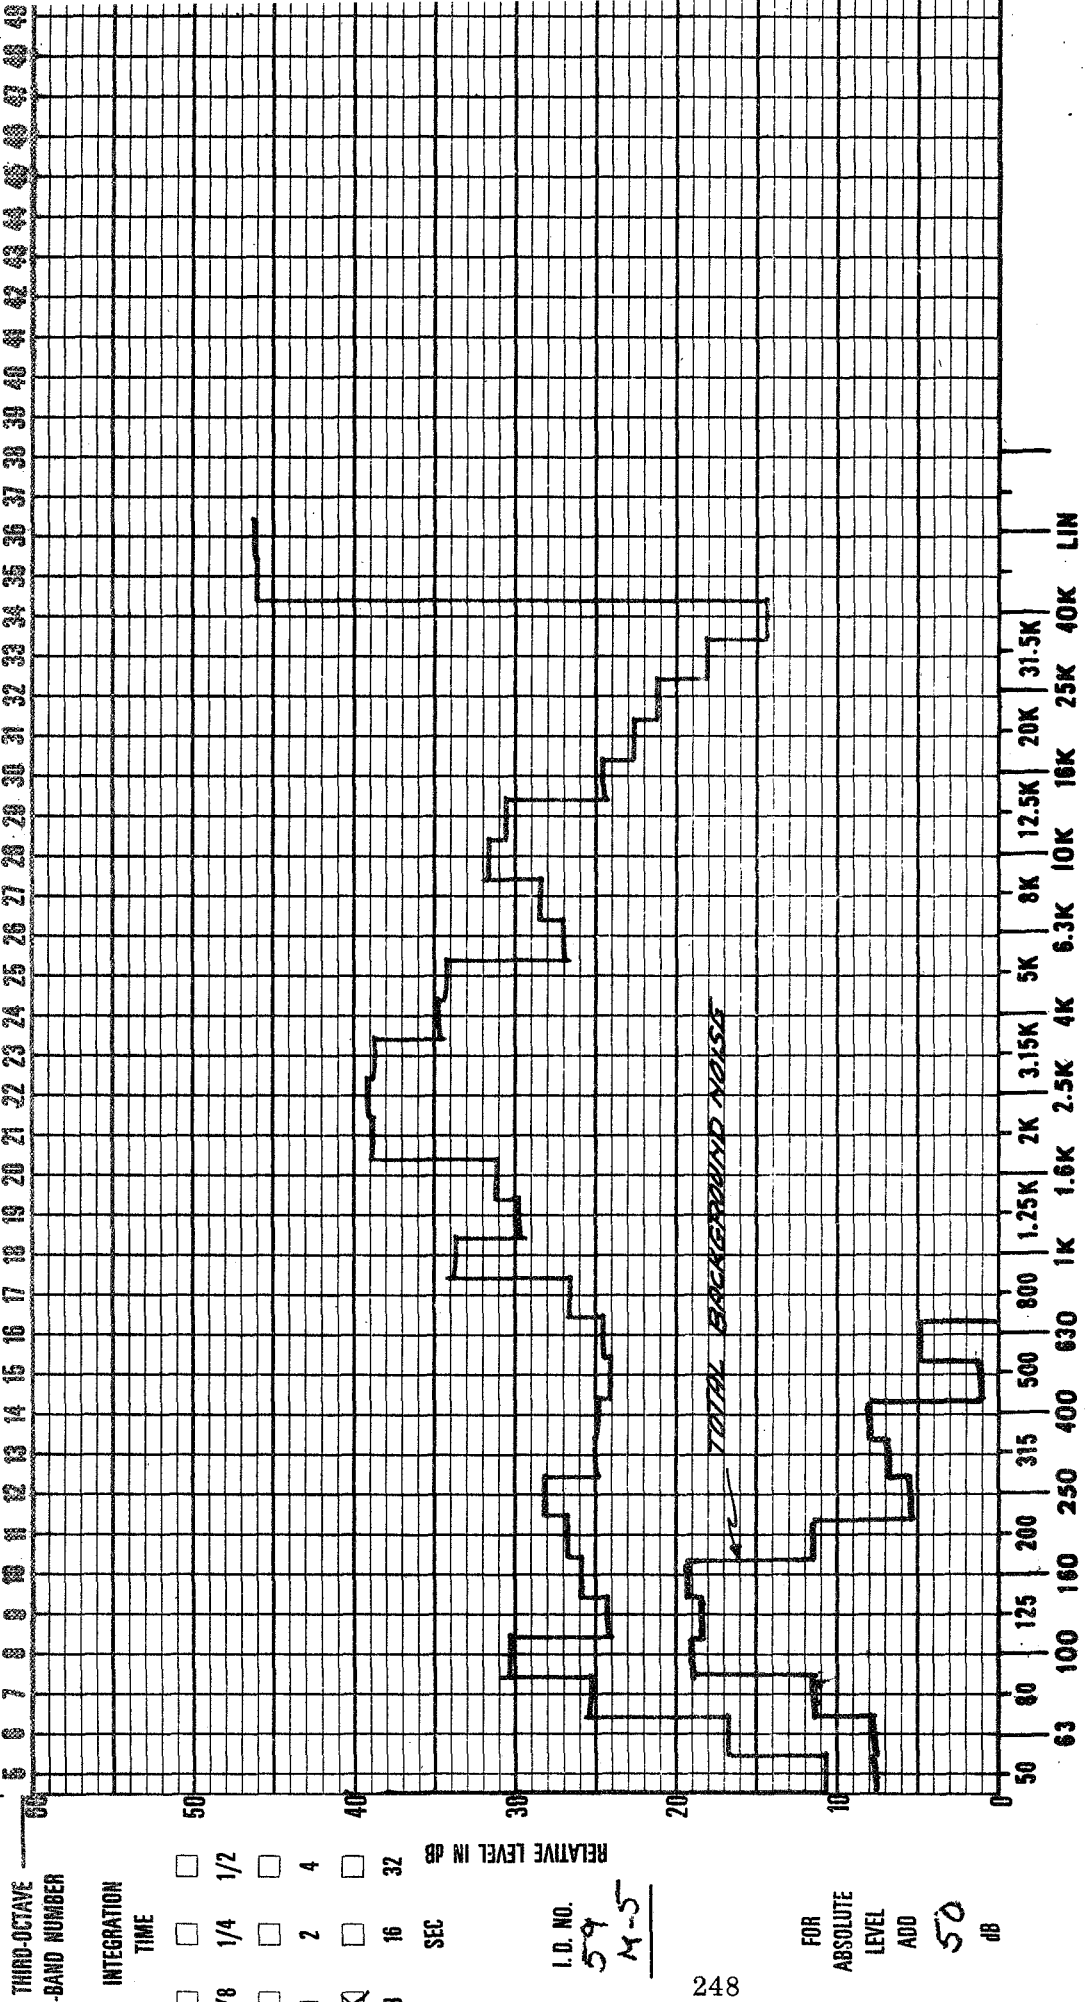 THIRD-OCTAVE
-BAND NUMBER
5 6 7 8 9 10 11 12 13 14 15 16 17 18 19 20 21 22 23 24 25 26 27 28 29 30 31 32 33 34 35 36 37 38 39 40 41 42 43 44 45 46 47 48 49
INTEGRATION
TIME
/8 1/4 1/2
2 4
16 32
SEC
RELATIVE LEVEL IN dB
60
50
40
30
20
10
0
I.D. NO.
59
M-5
FOR
ABSOLUTE
LEVEL
ADD
50
dB
TOTAL BACKGROUND NOISE
50 80 125 200 315 500 800 1.25K 2K 3.15K 5K 8K 12.5K 20K 31.5K
63 100 160 250 400 630 1K 1.6K 2.5K 4K 6.3K 10K 16K 25K 40K LIN
248